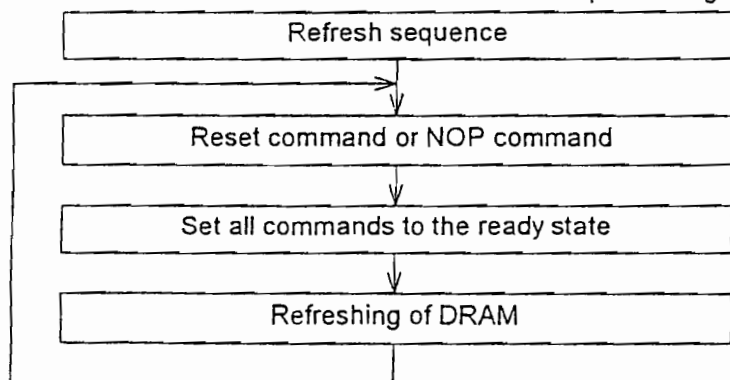 Refresh sequence
Reset command or NOP command
Set all commands to the ready state
Refreshing of DRAM